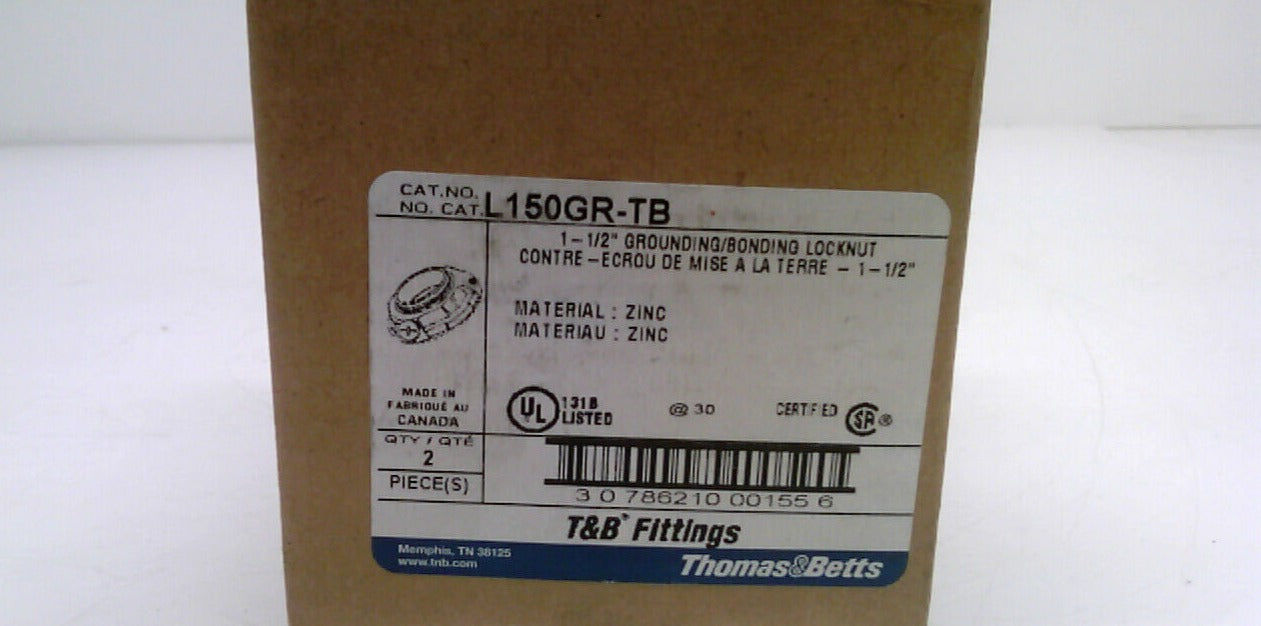 CAT.NO.
NO. CAT. L150GR-TB
1-1/2" GROUNDING/BONDING LOCKNUT
CONTRE-ECROU DE MISE A LA TERRE - 1-1/2"
MATERIAL : ZINC
MATERIAU : ZINC
MADE IN
FABRIQUÉ AU
CANADA
UL 131B
LISTED
@ 30
CERTIFIED SA ®
QTY / QTÉ
2
PIECE(S)
3 0 786210 00155 6
T&B Fittings
Memphis, TN 38125
www.tnb.com
Thomas&Betts